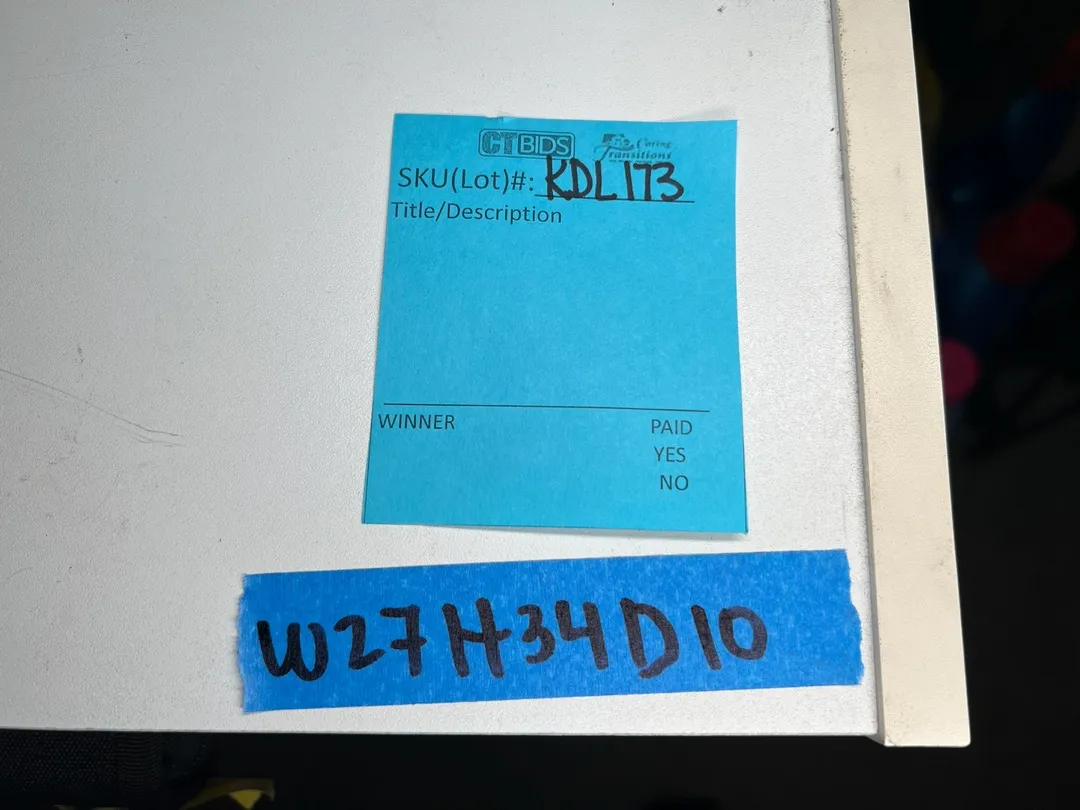 CTBIDS
Caring
Transitions
SKU(Lot)#: KDL173
Title/Description
WINNER
PAID
YES
NO
W27H34D10